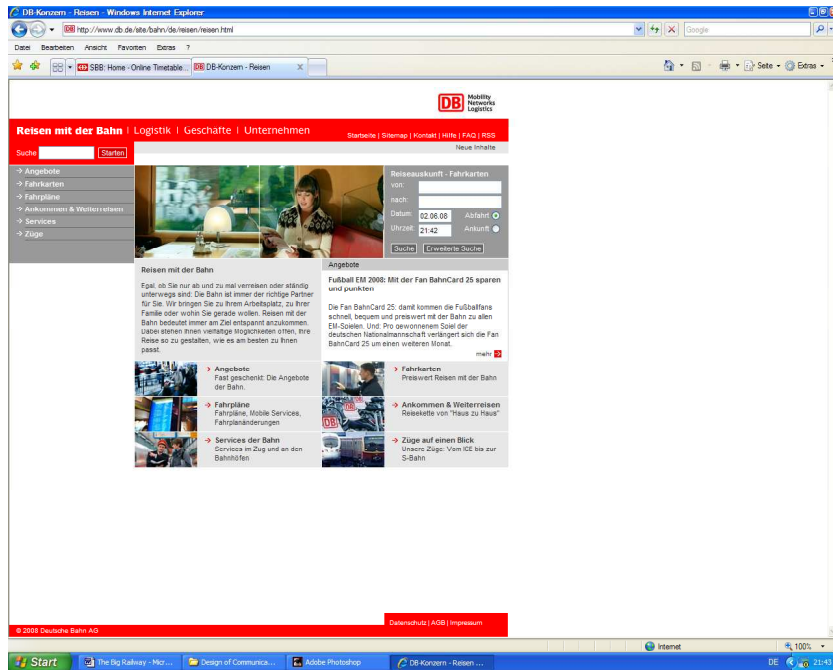 DB-Konzern - Reisen - Windows Internet Explorer
http://www.db.de/site/bahn/de/reisen/reisen.html
Google
Datei Bearbeiten Ansicht Favoriten Extras ?
SBB: Home - Online Timetable...
DB-Konzern - Reisen X
Seite Extras
DB Mobility
Networks
Logistics
Reisen mit der Bahn | Logistik | Geschäfte | Unternehmen
Startseite | Sitemap | Kontakt | Hilfe | FAQ | RSS
Suche Starten
Neue Inhalte
Angebote
Fahrkarten
Fahrpläne
Ankommen & Weiterreisen
Services
Züge
Reiseauskunft - Fahrkarten
von:
nach:
Datum: 02.06.08 Abfahrt
Uhrzeit: 21:42 Ankunft
Suche Erweiterte Suche
Reisen mit der Bahn
Egal, ob Sie nur ab und zu mal verreisen oder ständig
unterwegs sind: Die Bahn ist immer der richtige Partner
für Sie. Wir bringen Sie zu Ihrem Arbeitsplatz, zu Ihrer
Familie oder wohin Sie gerade wollen. Reisen mit der
Bahn bedeutet immer am Ziel entspannt anzukommen.
Dabei stehen Ihnen vielfältige Möglichkeiten offen, Ihre
Reise so zu gestalten, wie es am besten zu Ihnen
passt.
Angebote
Fußball EM 2008: Mit der Fan BahnCard 25 sparen
und punkten
Die Fan BahnCard 25: damit kommen die Fußballfans
schnell, bequem und preiswert mit der Bahn zu allen
EM-Spielen. Und: Pro gewonnenem Spiel der
deutschen Nationalmannschaft verlängert sich die Fan
BahnCard 25 um einen weiteren Monat.
mehr
Angebote
Fast geschenkt: Die Angebote
der Bahn.
Fahrkarten
Preiswert Reisen mit der Bahn
Fahrpläne
Fahrpläne, Mobile Services,
Fahrplanänderungen
Ankommen & Weiterreisen
Reisekette von "Haus zu Haus"
Services der Bahn
Services im Zug und an den
Bahnhöfen
Züge auf einen Blick
Unsere Züge: Vom ICE bis zur
S-Bahn
Datenschutz | AGB | Impressum
© 2008 Deutsche Bahn AG
Internet 100%
Start
The Big Railway - Micr...
Design of Communica...
Adobe Photoshop
DB-Konzern - Reisen ...
DE 21:43